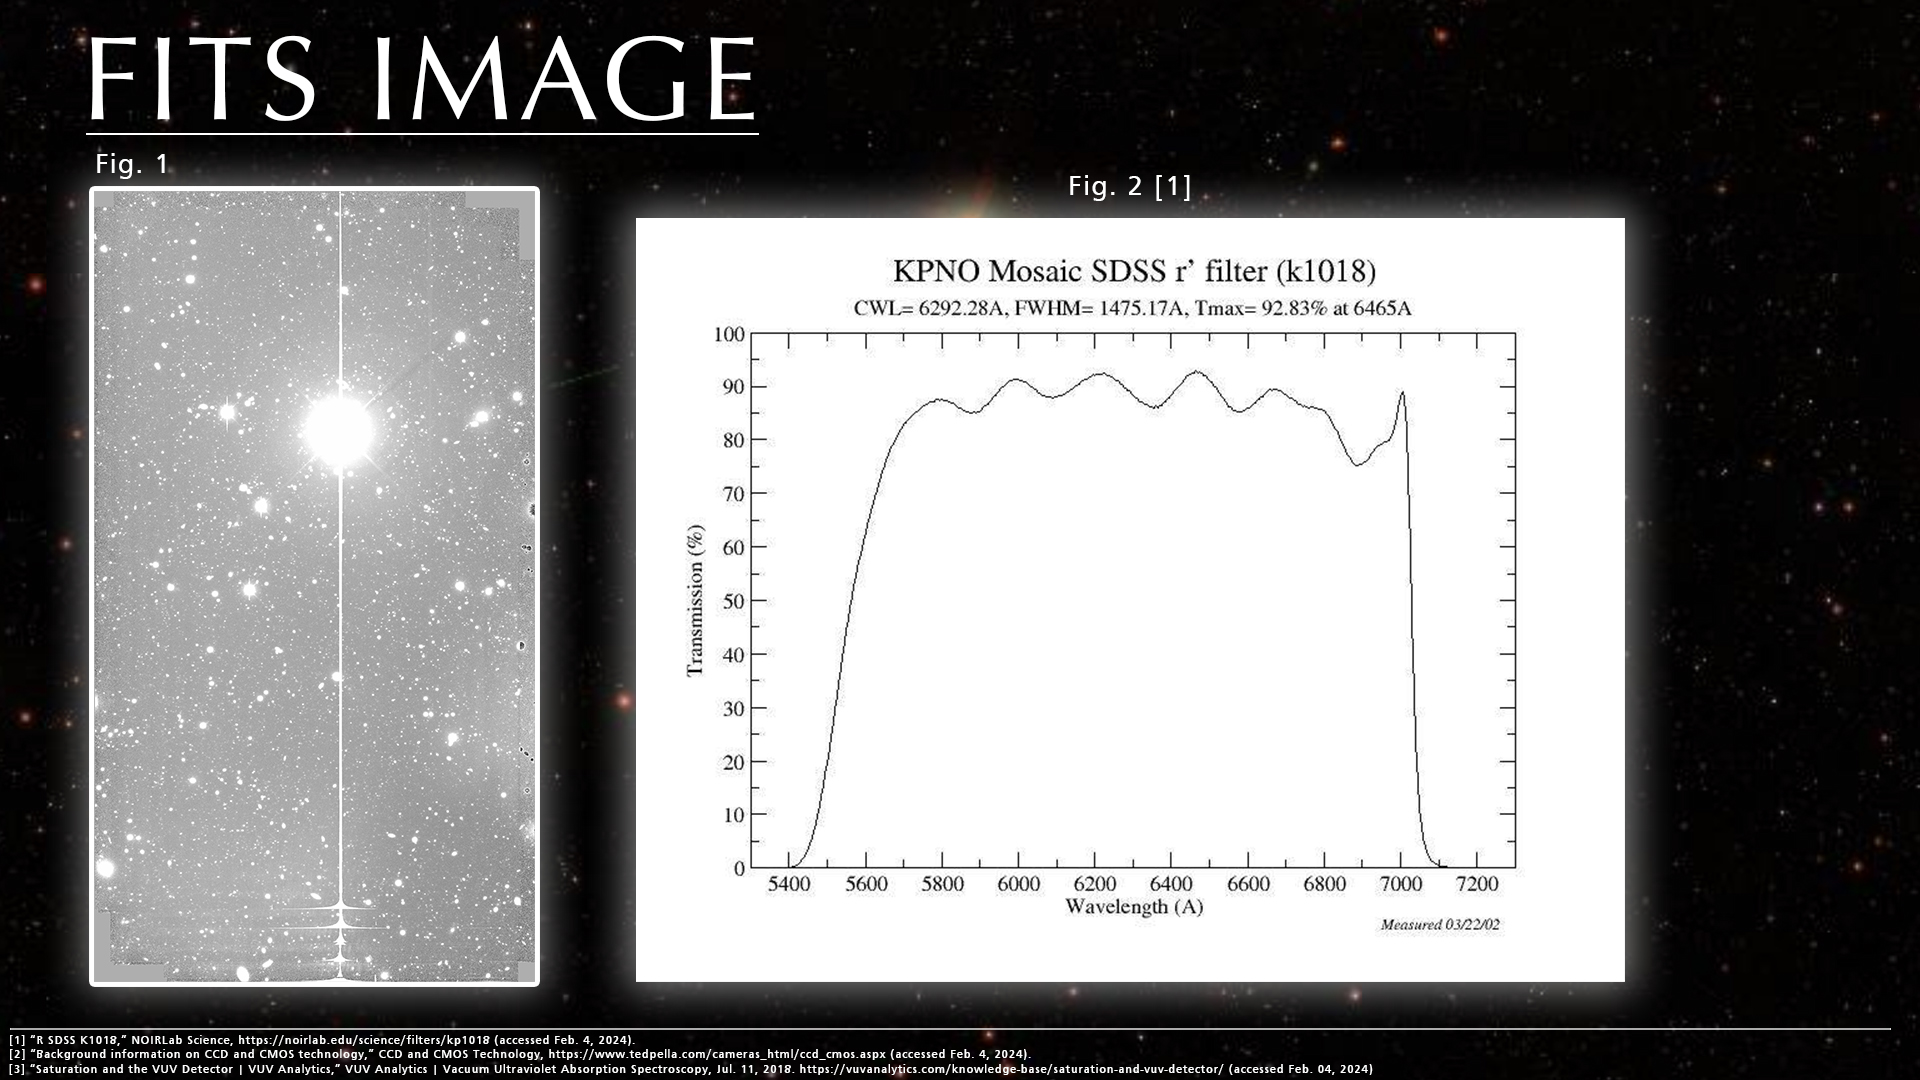 FITS IMAGE
Fig. 1
Fig. 2 [1]
KPNO Mosaic SDSS r’ filter (k1018)
CWL= 6292.28A, FWHM= 1475.17A, Tmax= 92.83% at 6465A
100
90
80
70
60
50
40
30
20
10
0
Transmission (%)
5400 5600 5800 6000 6200 6400 6600 6800 7000 7200
Wavelength (A)
Measured 03/22/02
[1] “R SDSS K1018,” NOIRLab Science, https://noirlab.edu/science/filters/kp1018 (accessed Feb. 4, 2024).
[2] “Background information on CCD and CMOS technology,” CCD and CMOS Technology, https://www.tedpella.com/cameras_html/ccd_cmos.aspx (accessed Feb. 4, 2024).
[3] “Saturation and the VUV Detector | VUV Analytics,” VUV Analytics | Vacuum Ultraviolet Absorption Spectroscopy, Jul. 11, 2018. https://vuvanalytics.com/knowledge-base/saturation-and-vuv-detector/ (accessed Feb. 04, 2024)